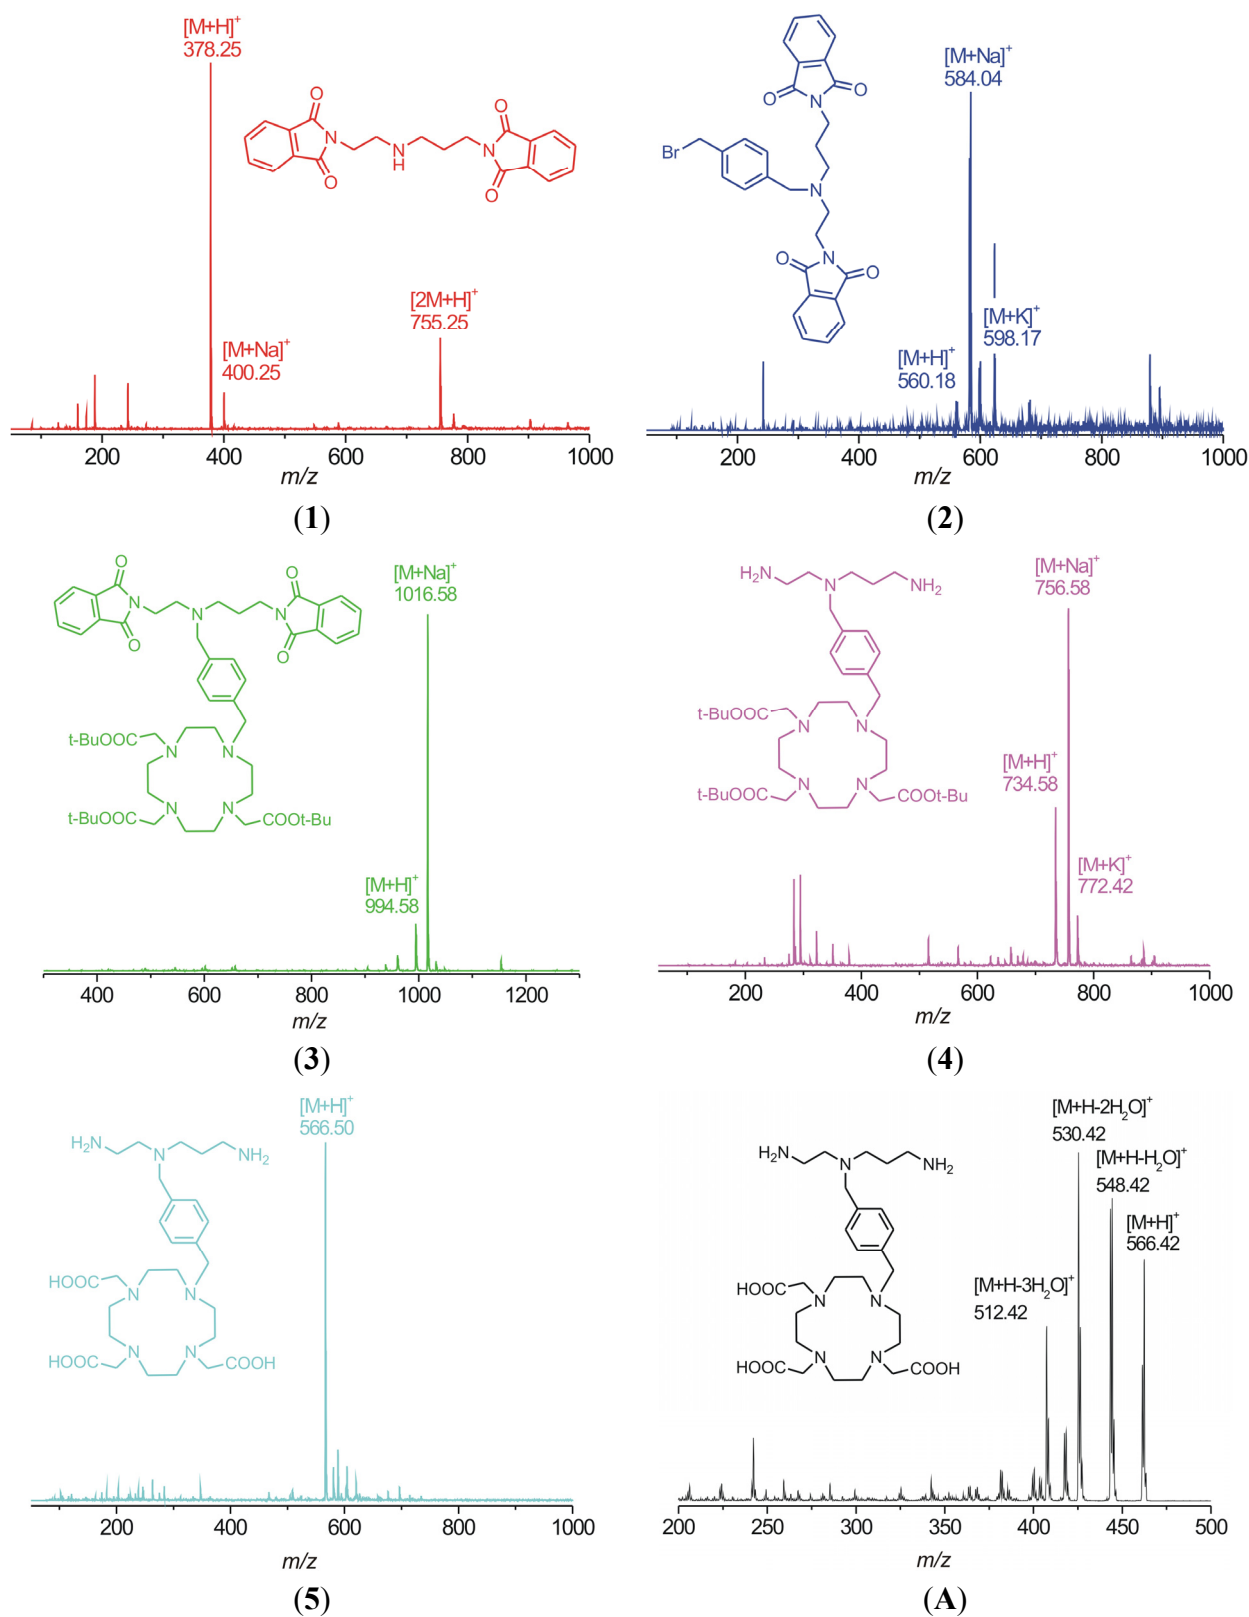 [M+H]⁺
378.25
O
O
N
N
H
N
O
O
[2M+H]⁺
755.25
[M+Na]⁺
400.25
200 400 600 800 1000
m/z
(1)
[M+Na]⁺
584.04
O
N
O
Br
N
O
N
O
[M+K]⁺
598.17
[M+H]⁺
560.18
200 400 600 800 1000
m/z
(2)
[M+Na]⁺
1016.58
O
O
N
N
N
O
O
t-BuOOC
N
N
N
N
t-BuOOC
COOt-Bu
[M+H]⁺
994.58
400 600 800 1000 1200
m/z
(3)
[M+Na]⁺
756.58
H₂N
N
NH₂
t-BuOOC
N
N
N
N
t-BuOOC
COOt-Bu
[M+H]⁺
734.58
[M+K]⁺
772.42
200 400 600 800 1000
m/z
(4)
[M+H]⁺
566.50
H₂N
N
NH₂
HOOC
N
N
N
N
HOOC
COOH
200 400 600 800 1000
m/z
(5)
[M+H-2H₂O]⁺
530.42
[M+H-H₂O]⁺
548.42
[M+H]⁺
566.42
[M+H-3H₂O]⁺
512.42
H₂N
N
NH₂
HOOC
N
N
N
N
HOOC
COOH
200 250 300 350 400 450 500
m/z
(A)